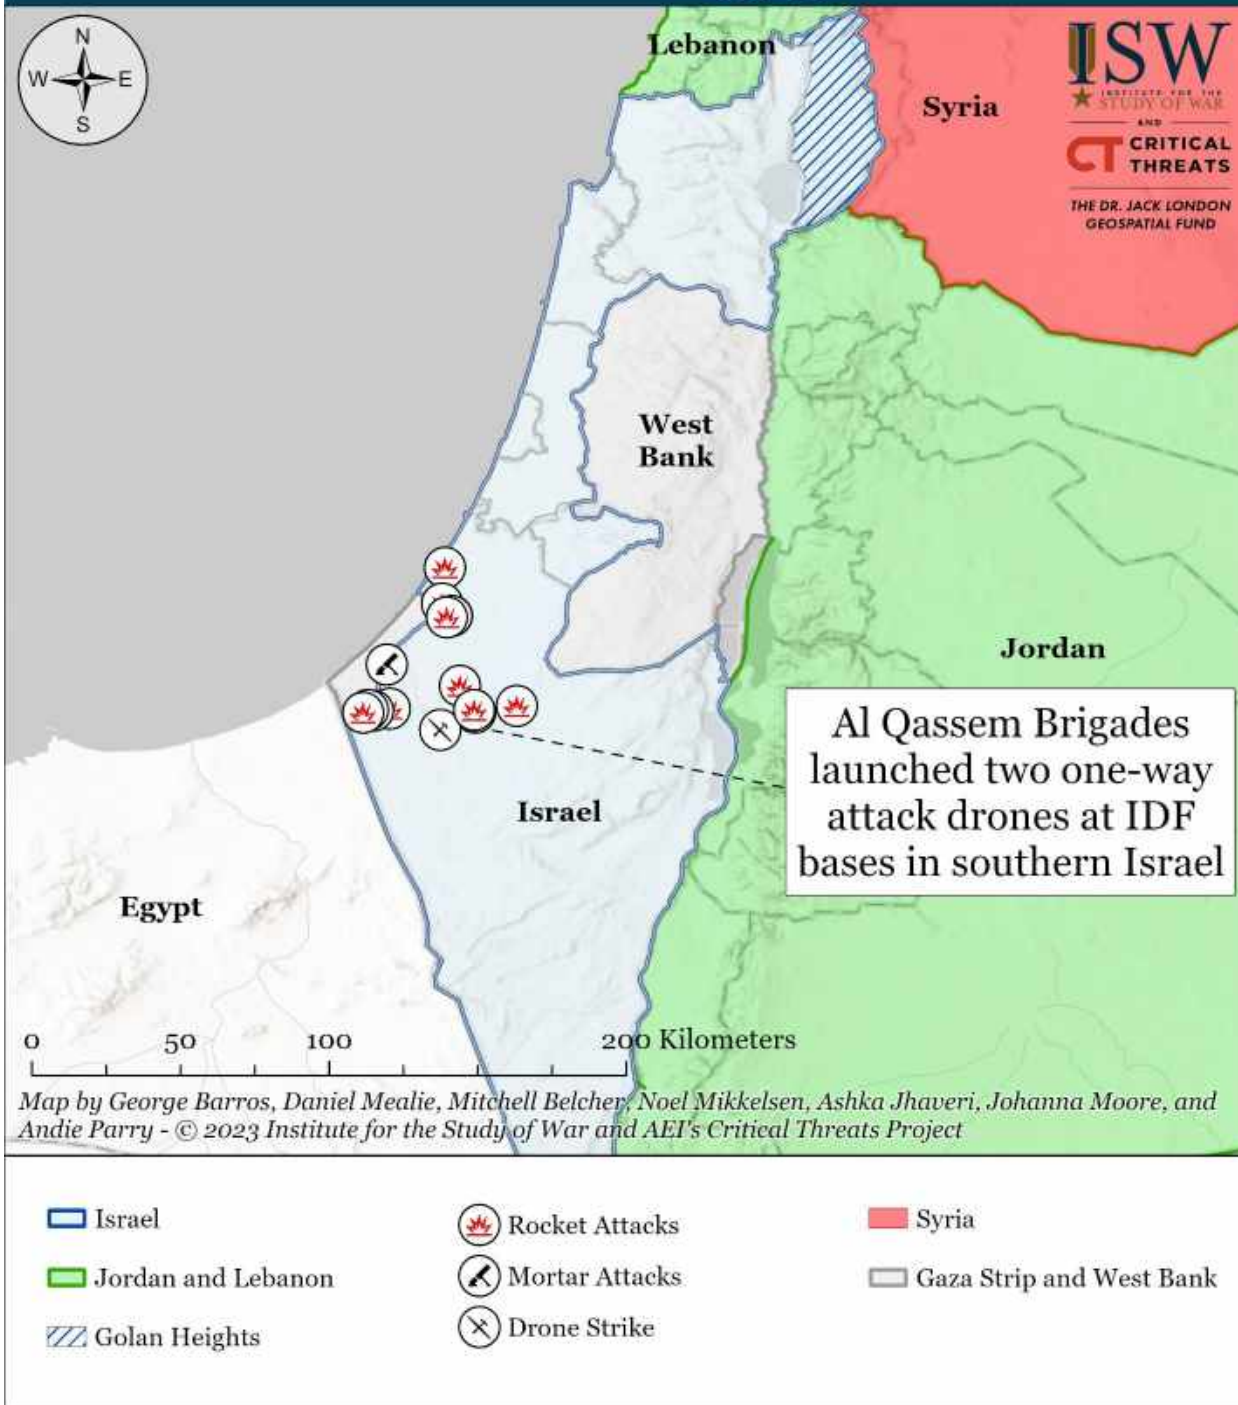 N
W E
S
Lebanon
Syria
ISW
INSTITUTE FOR THE
STUDY OF WAR
AND
CT CRITICAL
THREATS
THE DR. JACK LONDON
GEOSPATIAL FUND
West
Bank
Jordan
Al Qassem Brigades
launched two one-way
attack drones at IDF
bases in southern Israel
Israel
Egypt
0 50 100 200 Kilometers
Map by George Barros, Daniel Mealie, Mitchell Belcher, Noel Mikkelsen, Ashka Jhaveri, Johanna Moore, and
Andie Parry - © 2023 Institute for the Study of War and AEI's Critical Threats Project
Israel
Jordan and Lebanon
Golan Heights
Rocket Attacks
Mortar Attacks
Drone Strike
Syria
Gaza Strip and West Bank